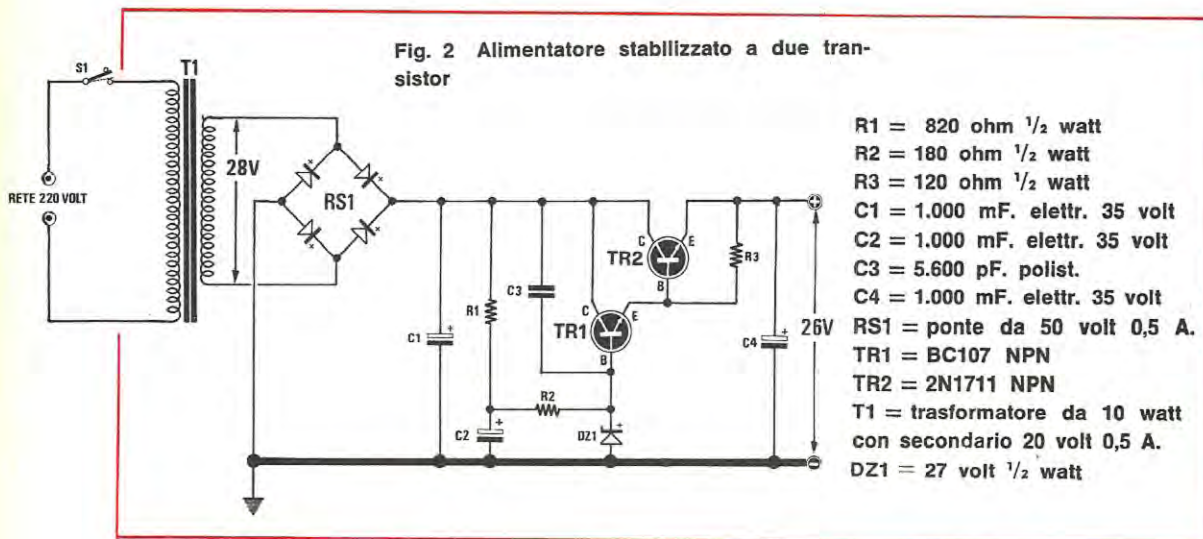 Fig. 2 Alimentatore stabilizzato a due tran-
sistor
S1
T1
28V
RETE 220 VOLT
RS1
R1
C1
C2
R2
C3
C
E
B
TR1
C
E
B
TR2
R3
DZ1
C4
26V
R1 = 820 ohm ½ watt
R2 = 180 ohm ½ watt
R3 = 120 ohm ½ watt
C1 = 1.000 mF. elettr. 35 volt
C2 = 1.000 mF. elettr. 35 volt
C3 = 5.600 pF. polist.
C4 = 1.000 mF. elettr. 35 volt
RS1 = ponte da 50 volt 0,5 A.
TR1 = BC107 NPN
TR2 = 2N1711 NPN
T1 = trasformatore da 10 watt
con secondario 20 volt 0,5 A.
DZ1 = 27 volt ½ watt